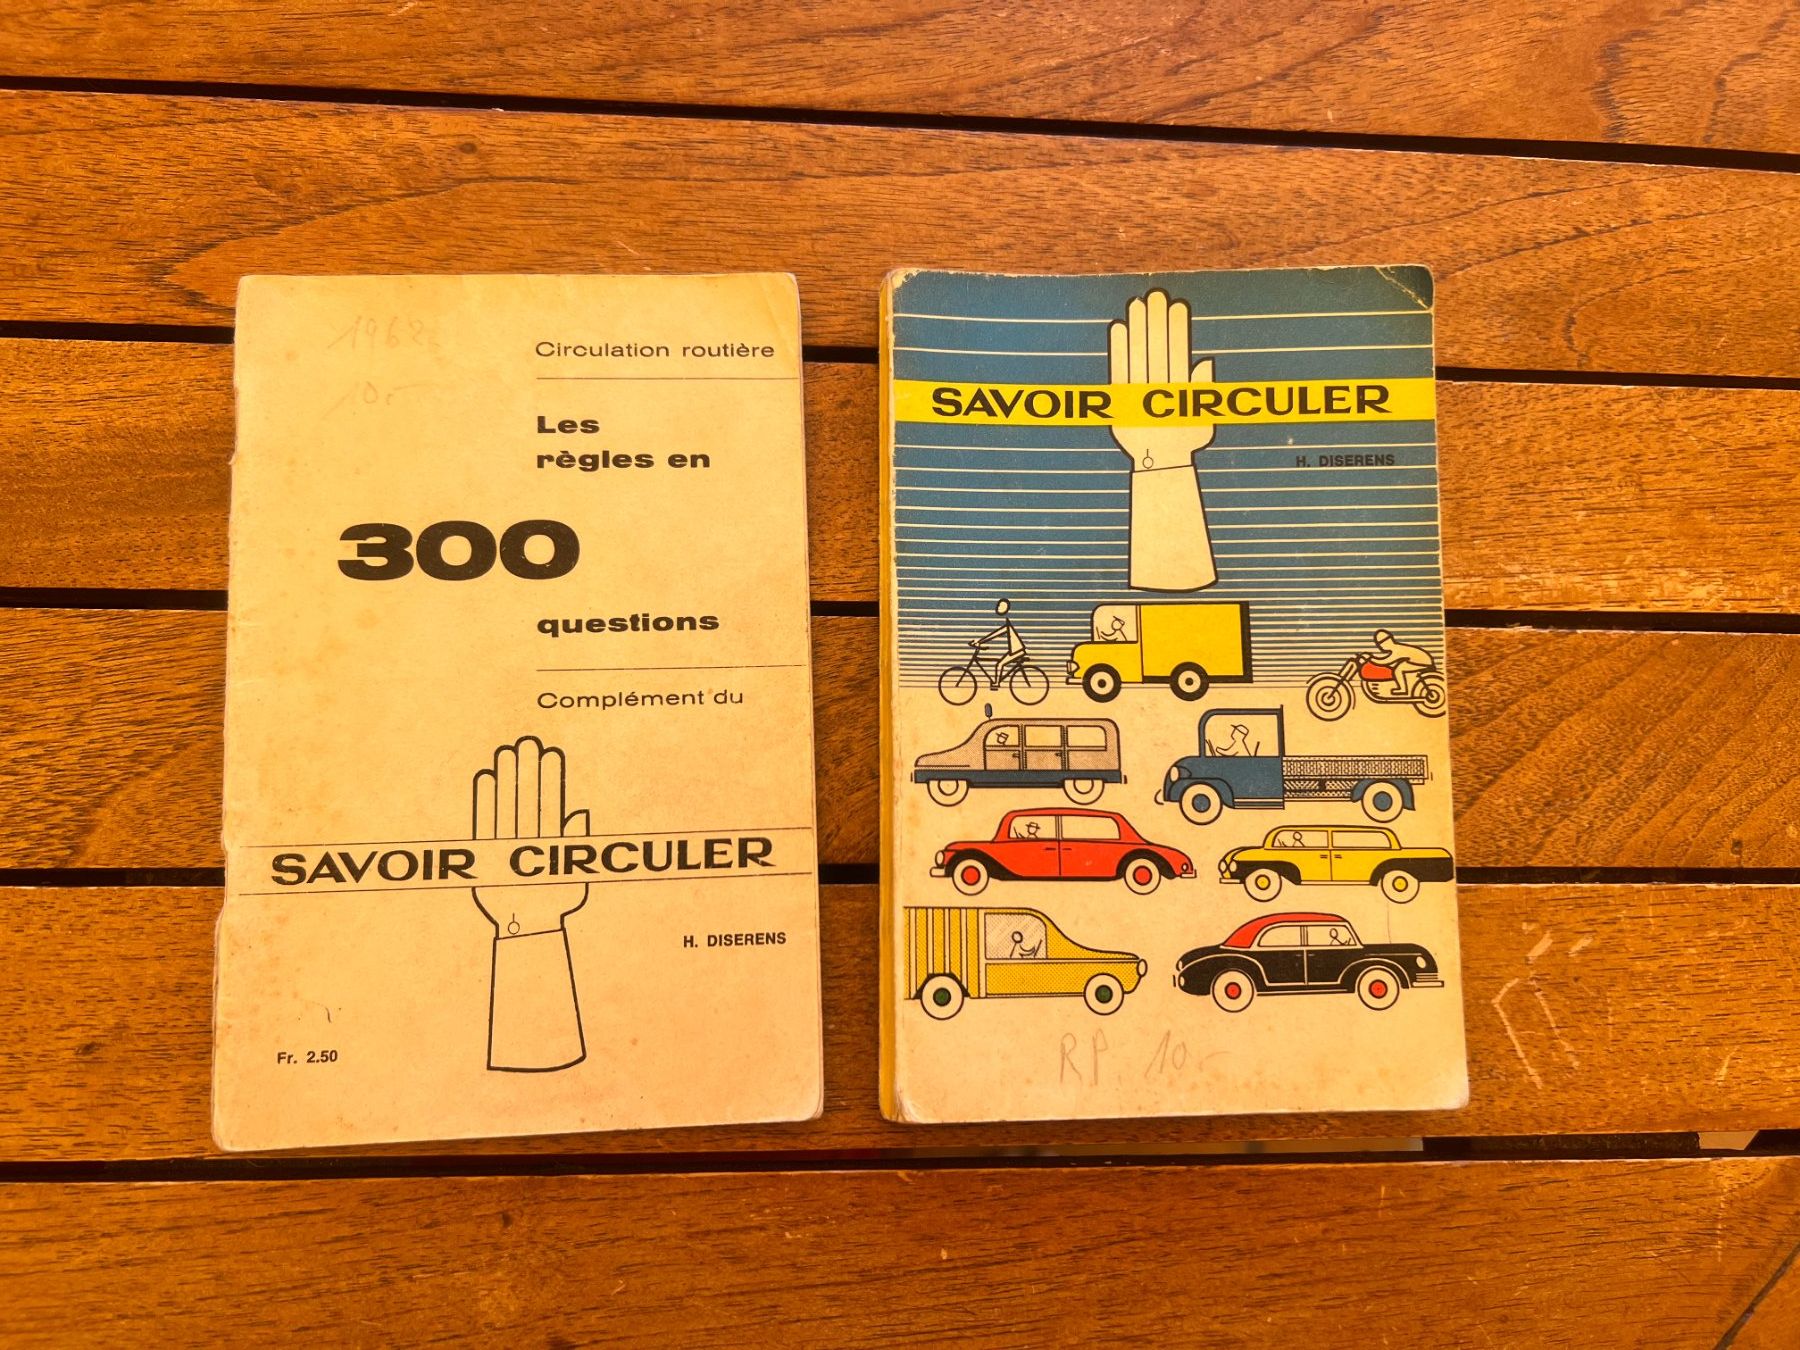 1962
10.-
Circulation routière
Les
règles en
300
questions
Complément du
SAVOIR CIRCULER
H. DISERENS
Fr. 2.50
SAVOIR CIRCULER
H. DISERENS
RP. 10.-